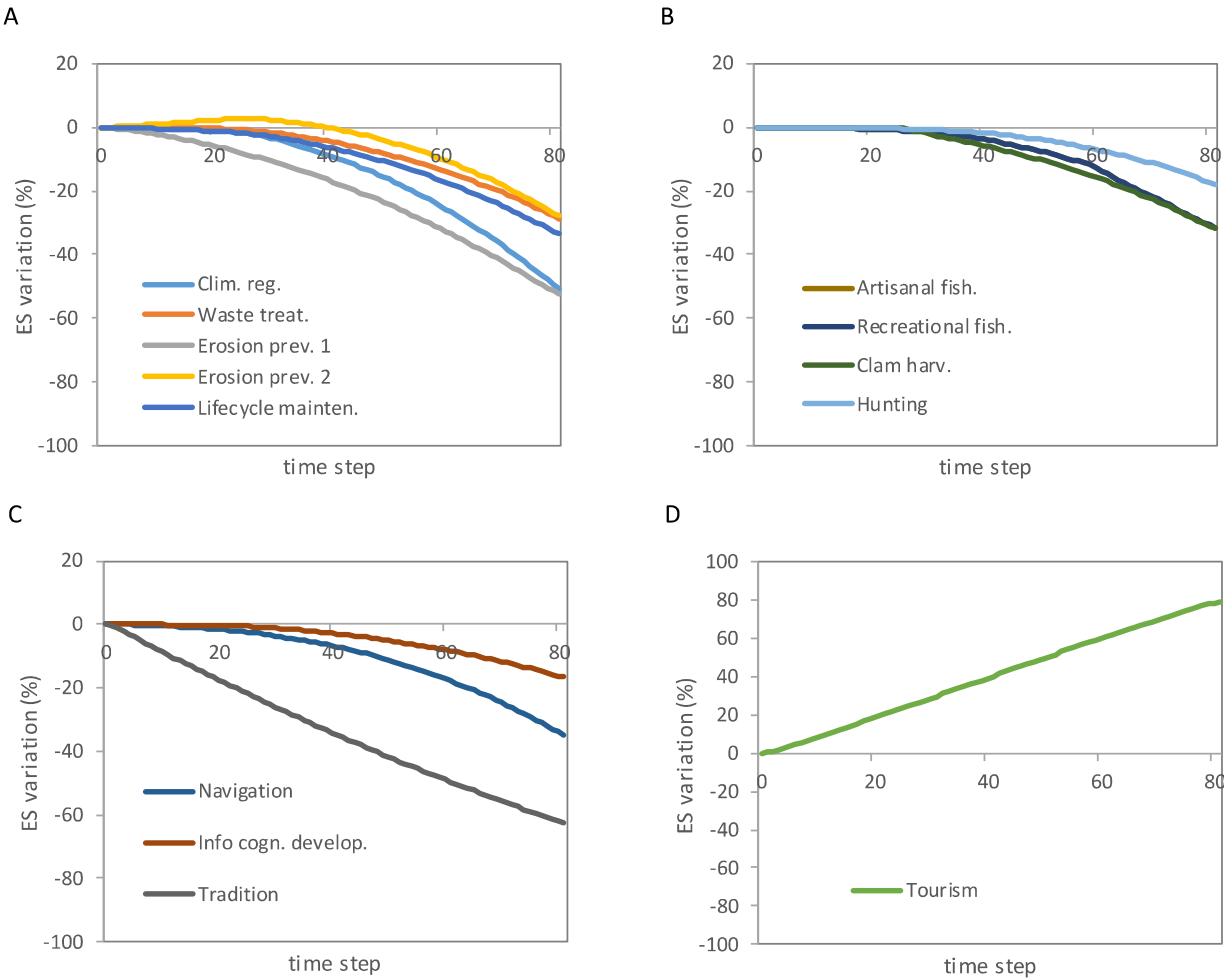 A
20
0
-20
-40
-60
-80
-100
0 20 40 60 80
ES variation (%)
Clim. reg.
Waste treat.
Erosion prev. 1
Erosion prev. 2
Lifecycle mainten.
time step
B
20
0
-20
-40
-60
-80
-100
0 20 40 60 80
ES variation (%)
Artisanal fish.
Recreational fish.
Clam harv.
Hunting
time step
C
20
0
-20
-40
-60
-80
-100
0 20 40 60 80
ES variation (%)
Navigation
Info cogn. develop.
Tradition
time step
D
100
80
60
40
20
0
-20
-40
-60
-80
-100
0 20 40 60 80
ES variation (%)
Tourism
time step